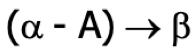 (α - A) → β